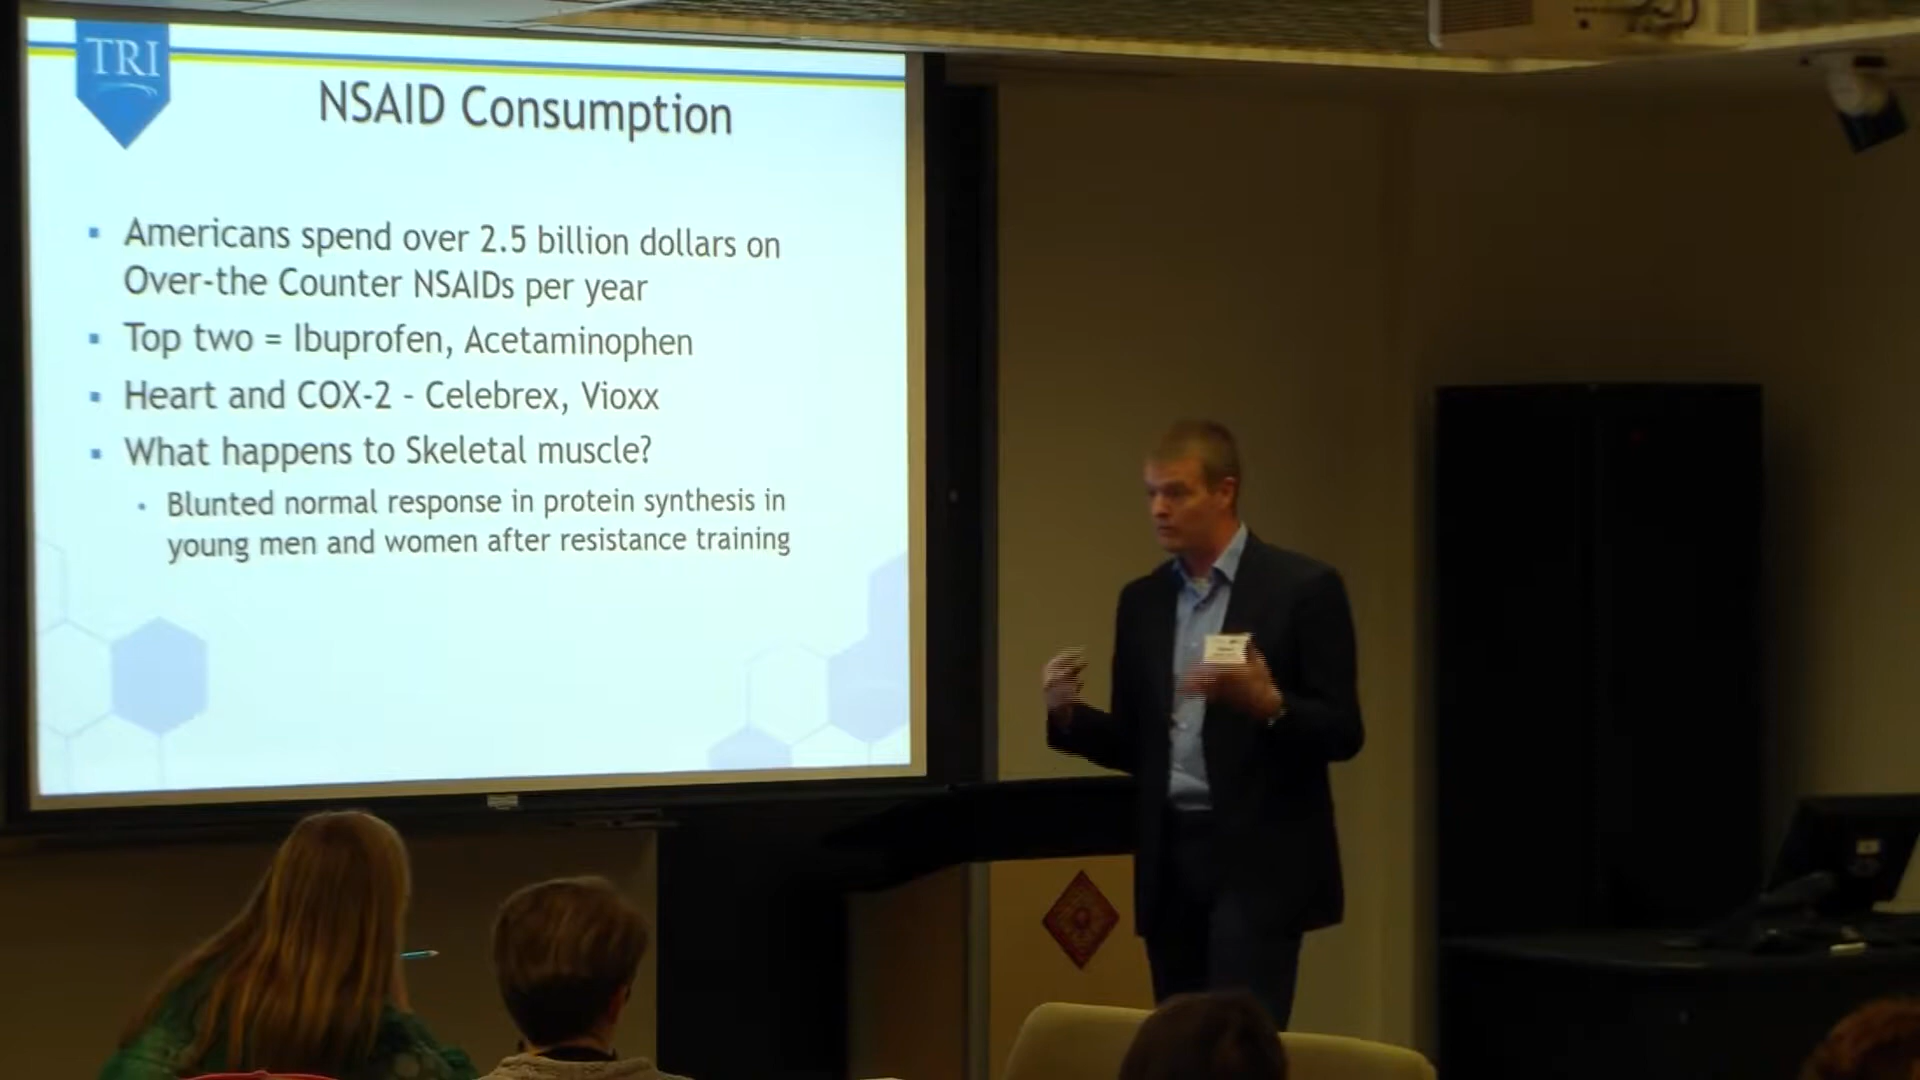 TRI
NSAID Consumption
▪ Americans spend over 2.5 billion dollars on
Over-the Counter NSAIDs per year
▪ Top two = Ibuprofen, Acetaminophen
▪ Heart and COX-2 - Celebrex, Vioxx
▪ What happens to Skeletal muscle?
• Blunted normal response in protein synthesis in
young men and women after resistance training